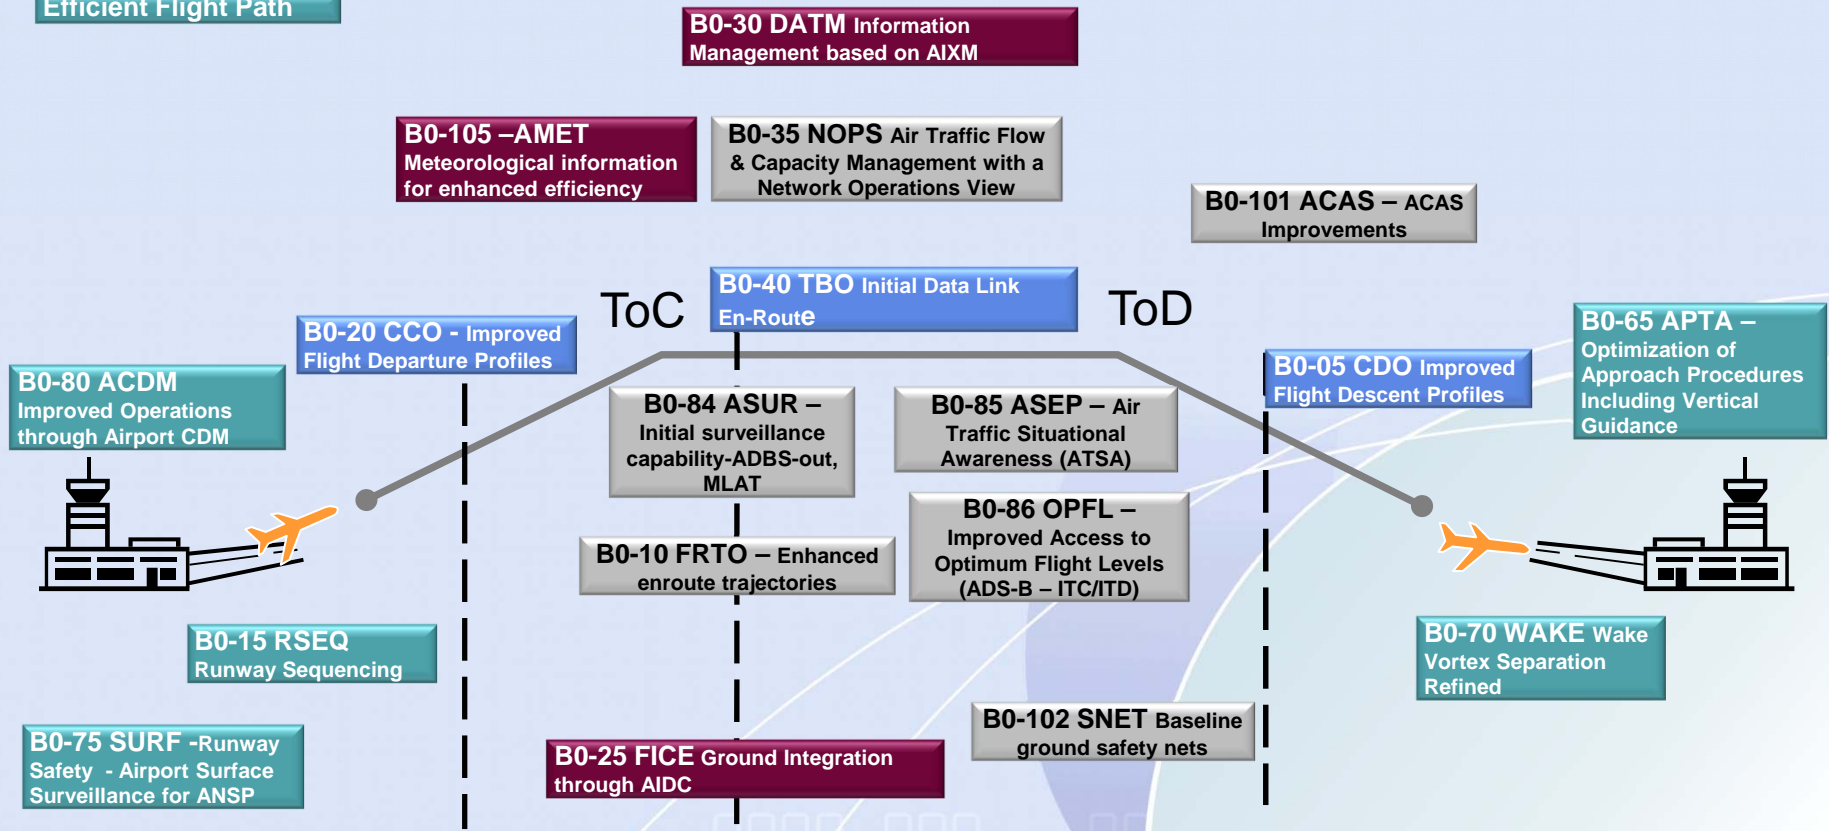 Efficient Flight Path
B0-30 DATM Information
Management based on AIXM
B0-105 –AMET
Meteorological information
for enhanced efficiency
B0-35 NOPS Air Traffic Flow
& Capacity Management with a
Network Operations View
B0-101 ACAS – ACAS
Improvements
ToC
B0-40 TBO Initial Data Link
En-Route
ToD
B0-20 CCO - Improved
Flight Departure Profiles
B0-65 APTA –
Optimization of
Approach Procedures
Including Vertical
Guidance
B0-05 CDO Improved
Flight Descent Profiles
B0-80 ACDM
Improved Operations
through Airport CDM
B0-84 ASUR –
Initial surveillance
capability-ADBS-out,
MLAT
B0-85 ASEP – Air
Traffic Situational
Awareness (ATSA)
B0-86 OPFL –
Improved Access to
Optimum Flight Levels
(ADS-B – ITC/ITD)
B0-10 FRTO – Enhanced
enroute trajectories
B0-15 RSEQ
Runway Sequencing
B0-70 WAKE Wake
Vortex Separation
Refined
B0-75 SURF -Runway
Safety - Airport Surface
Surveillance for ANSP
B0-25 FICE Ground Integration
through AIDC
B0-102 SNET Baseline
ground safety nets